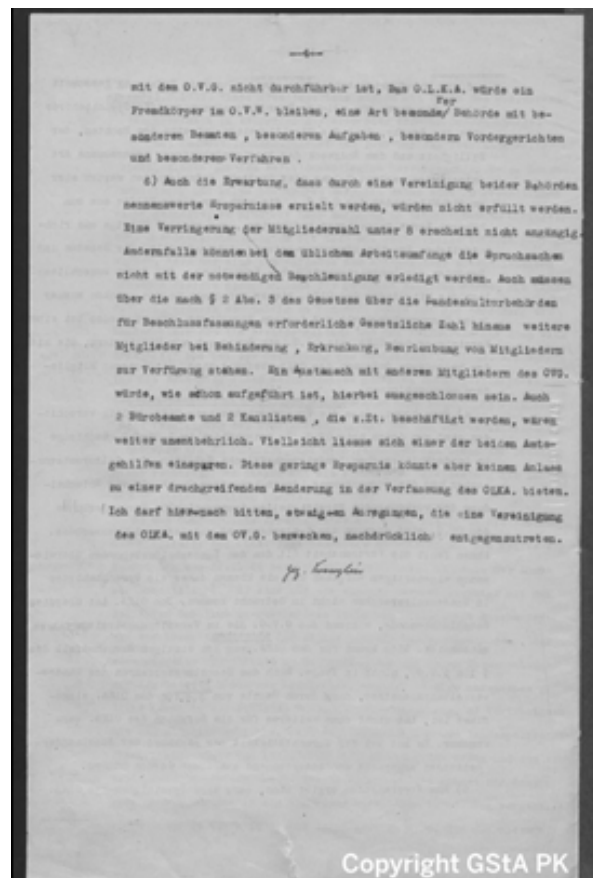 —4—
mit dem O.V.G. nicht durchführbar ist, Das O.L.K.A. würde ein
Fremdkörper im O.V.W. bleiben, eine Art besonder Behörde mit be-
sonderen Beamten , besonderen Aufgaben , besondern Vordergerichten
und besonderem Verfahren .
6) Auch die Erwartung, dass durch eine Vereinigung beider Behörden
nennenswerte Ersparnisse erzielt werden, würden nicht erfüllt werden.
Eine Verringerung der Mitgliederzahl unter 8 erscheint nicht angängig.
Andernfalls könnten bei dem üblichen Arbeitsumfange die Spruchsachen
nicht mit der notwendigen Beschleunigung erledigt werden. Auch müssen
über die nach § 2 Abs. 3 des Gesetzes über die Landeskulturbehörden
für Beschlussfassungen erforderliche Gesetzliche Zahl hinaus weitere
Mitglieder bei Behinderung , Erkrankung, Beurlaubung von Mitgliedern
zur Verfügung stehen. Ein Austausch mit anderen Mitgliedern des OVG.
würde, wie schon aufgeführt ist, hierbei ausgeschlossen sein. Auch
2 Bürobeamte und 2 Kanzlisten , die z.Zt. beschäftigt werden, wären
weiter unentbehrlich. Vielleicht liesse sich einer der beiden Amts-
gehilfen einsparen. Diese geringe Ersparnis könnte aber keinen Anlass
zu einer druchgreifenden Aenderung in der Verfassung des OLKA. bieten.
Ich darf hiernach bitten, etwaigen Anregungen, die eine Vereinigung
des OLKA. mit dem OV.G. bezwecken, nachdrücklich entgegenzutreten.
gez.
Copyright GStA PK